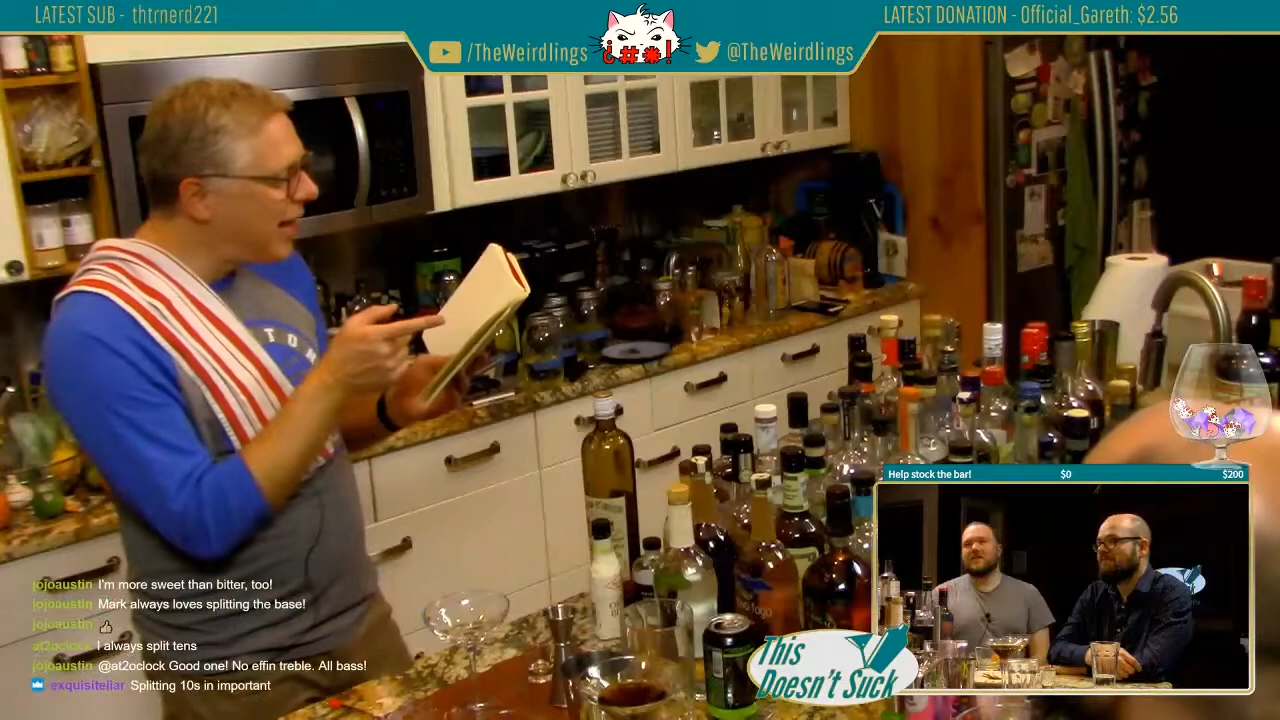 LATEST SUB - thtrnerd221
/TheWeirdlings
¿#*!
@TheWeirdlings
LATEST DONATION - Official_Gareth: $2.56
TON
Help stock the bar! $0 $200
jojoaustin I'm more sweet than bitter, too!
jojoaustin Mark always loves splitting the base!
jojoaustin
at2oclock I always split tens
jojoaustin @at2oclock Good one! No effin treble. All bass!
exquisiteliar Splitting 10s in important
This
Doesn't Suck